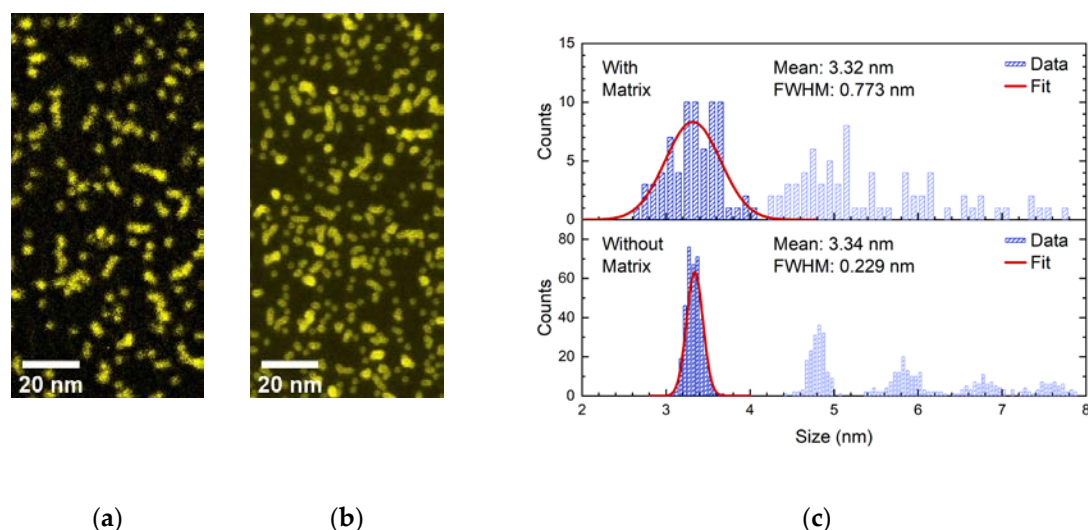 20 nm
20 nm
With
Matrix
Mean: 3.32 nm
FWHM: 0.773 nm
Data
Fit
Counts
15
10
5
0
Without
Matrix
Mean: 3.34 nm
FWHM: 0.229 nm
Data
Fit
Counts
80
60
40
20
0
2 3 4 5 6 7 8
Size (nm)
(a) (b) (c)